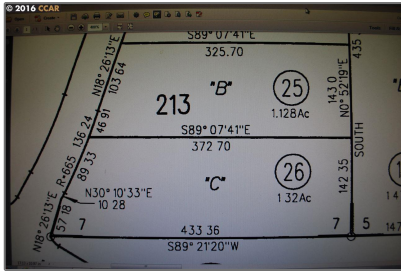 © 2016 CCAR
S89° 07'41"E
325.70
435.
N18° 26'13"E
103 64
"B"
25
1.128Ac
143 0
N0° 52'19"E
213
46 91
S89° 07'41"E
372 70
SOUTH
136 24
R=665
89 33
"C"
26
1 32Ac
142 35
N30° 10'33"E
10 28
57 18
N18° 26'13"E
7
433 36
7
5
147
S89° 21'20"W